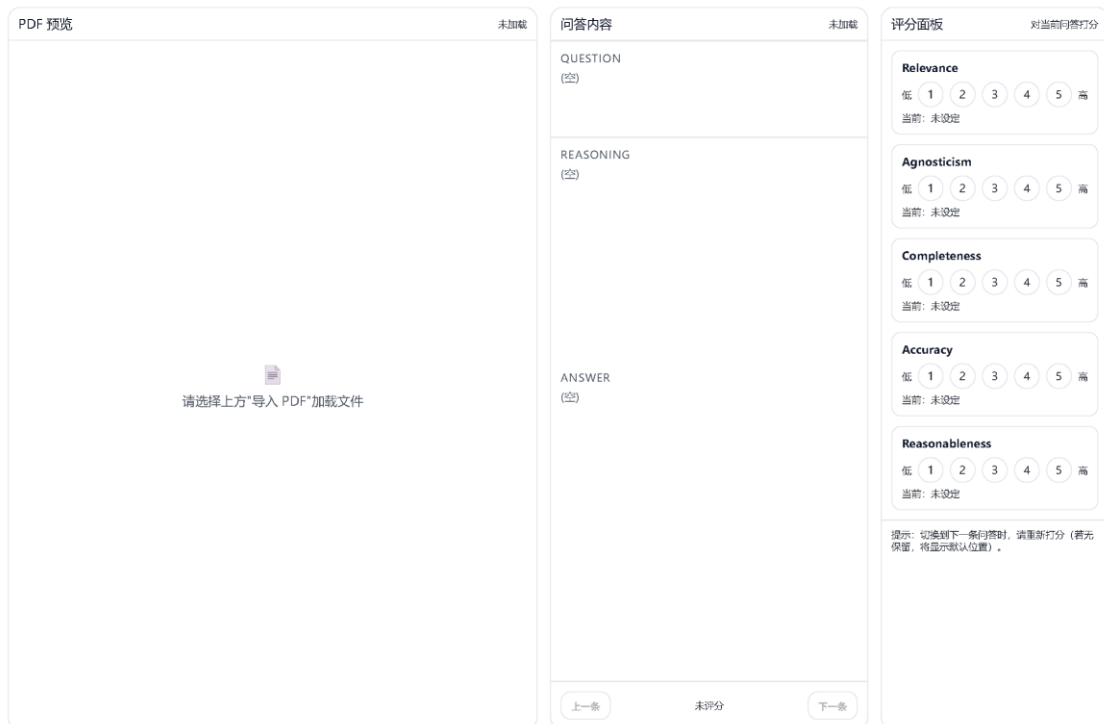 PDF 预览
未加载
请选择上方"导入 PDF"加载文件
问答内容
未加载
QUESTION
(空)
REASONING
(空)
ANSWER
(空)
上一条
未评分
下一条
评分面板
对当前问答打分
Relevance
低 1 2 3 4 5 高
当前：未设定
Agnosticism
低 1 2 3 4 5 高
当前：未设定
Completeness
低 1 2 3 4 5 高
当前：未设定
Accuracy
低 1 2 3 4 5 高
当前：未设定
Reasonableness
低 1 2 3 4 5 高
当前：未设定
提示：切换到下一条问答时，请重新打分（若无
保留，将显示默认位置）。